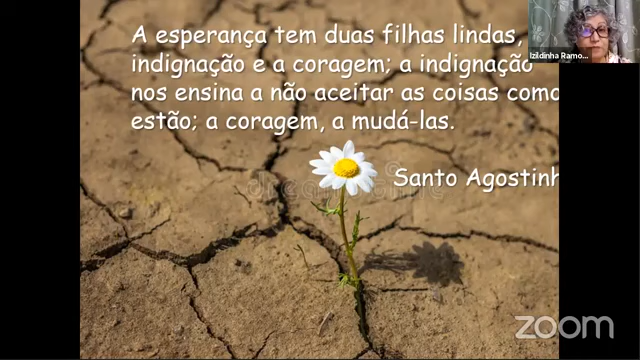 A esperança tem duas filhas lindas,
indignação e a coragem; a indignação
nos ensina a não aceitar as coisas como
estão; a coragem, a mudá-las.
Santo Agostinh
Izildinha Ramo...
zoom